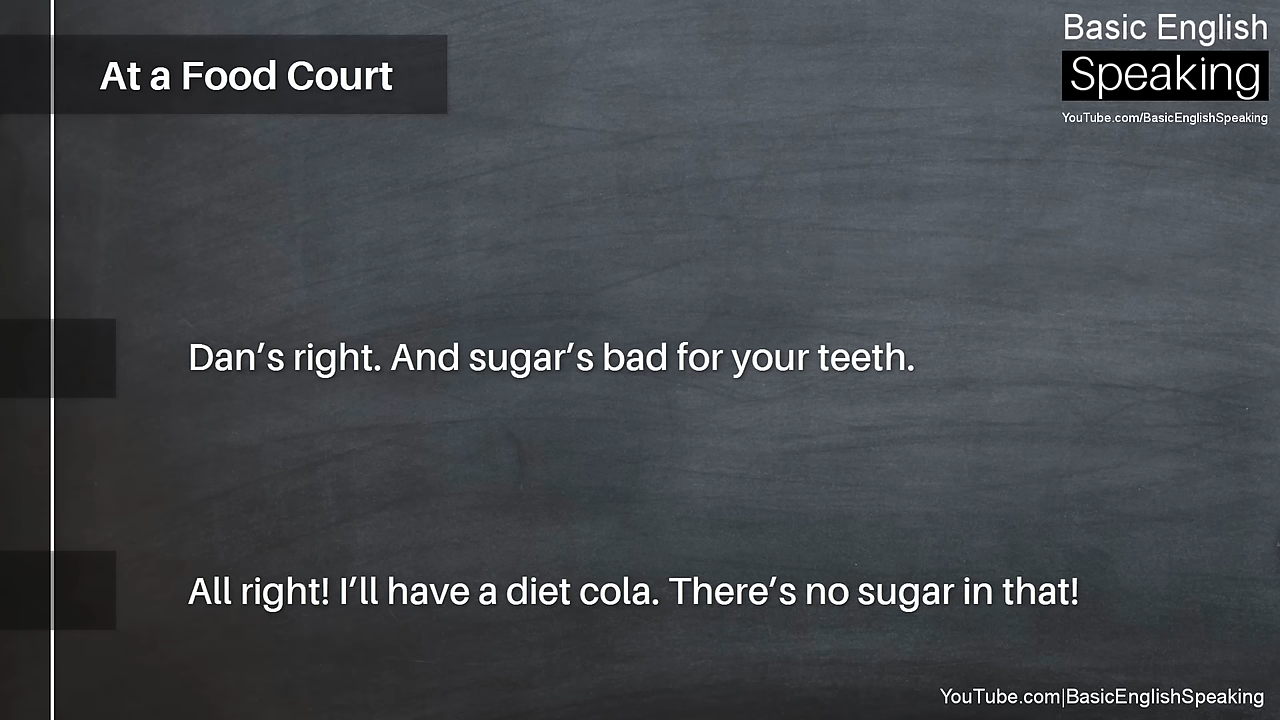 Basic English
At a Food Court
Speaking
YouTube.com/BasicEnglishSpeaking
Dan’s right. And sugar’s bad for your teeth.
All right! I’ll have a diet cola. There’s no sugar in that!
YouTube.com|BasicEnglishSpeaking